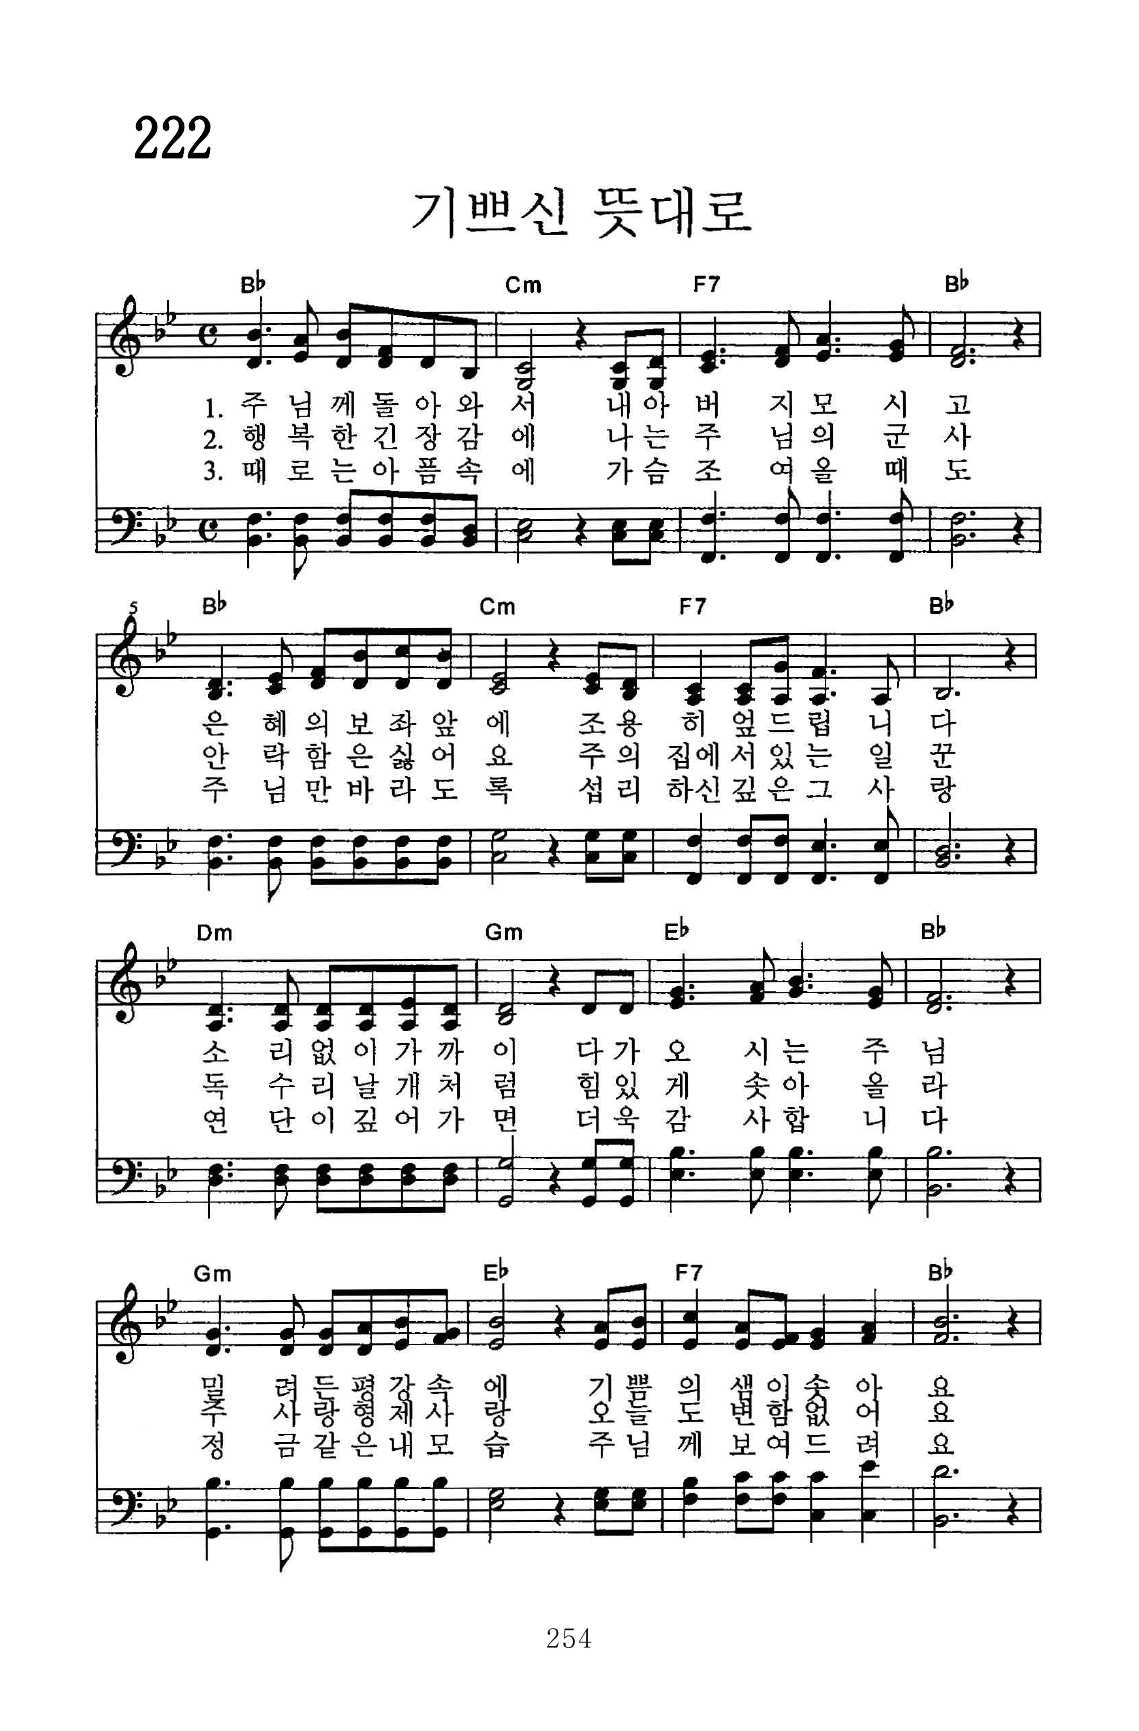 222
기쁘신 뜻대로
B♭ Cm F7 B♭
1. 주 님 께 돌 아 와 서 내 아 버 지 모 시 고
2. 행 복 한 긴 장 감 에 나 는 주 님 의 군 사
3. 때 로 는 아 픔 속 에 가 슴 조 여 올 때 도
5 B♭ Cm F7 B♭
은 혜 의 보 좌 앞 에 조 용 히 엎 드 립 니 다
안 락 함 은 싫 어 요 주 의 집에 서 있 는 일 꾼
주 님 만 바 라 도 록 섭 리 하신 깊 은 그 사 랑
Dm Gm E♭ B♭
소 리 없 이 가 까 이 다 가 오 시 는 주 님
독 수 리 날 개 처 럼 힘 있 게 솟 아 올 라
연 단 이 깊 어 가 면 더 욱 감 사 합 니 다
Gm E♭ F7 B♭
밀 려 든 평 강 속 에 기 쁨 의 샘 이 솟 아 요
주 사 랑 형 제 사 랑 오 들 도 변 함 없 어 요
정 금 같 은 내 모 습 주 님 께 보 여 드 려 요
254